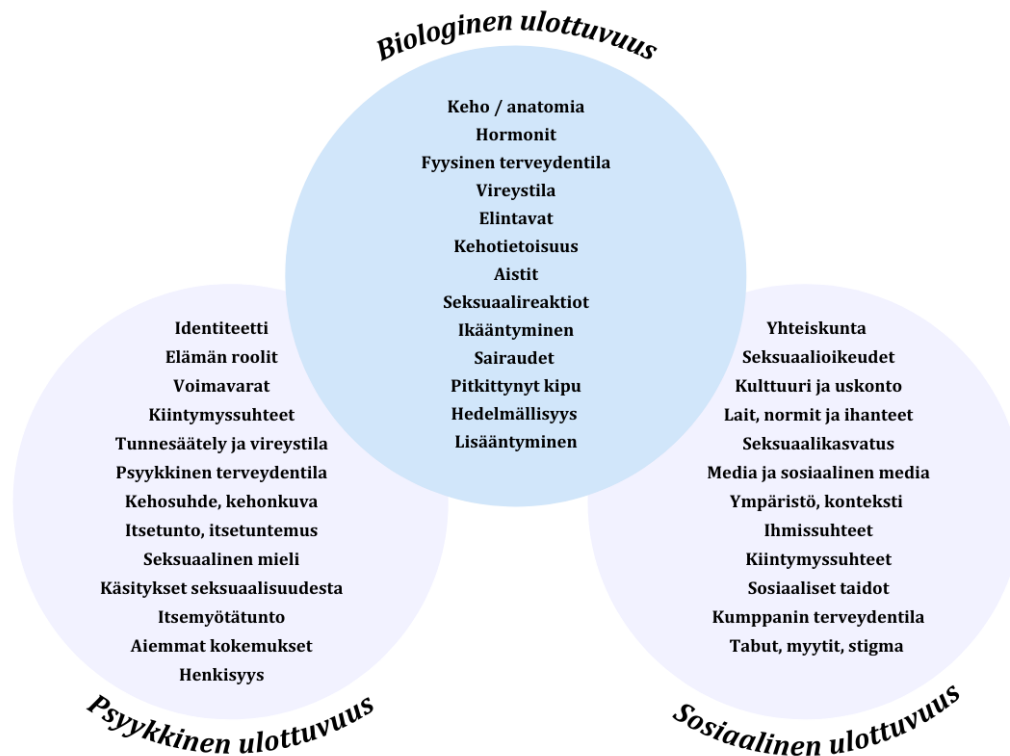 Biologinen ulottuvuus
Keho / anatomia
Hormonit
Fyysinen terveydentila
Vireystila
Elintavat
Kehotietoisuus
Aistit
Seksuaalireaktiot
Ikääntyminen
Sairaudet
Pitkittynyt kipu
Hedelmällisyys
Lisääntyminen
Identiteetti
Elämän roolit
Voimavarat
Kiintymyssuhteet
Tunnesäätely ja vireystila
Psyykkinen terveydentila
Kehosuhde, kehonkuva
Itsetunto, itsetuntemus
Seksuaalinen mieli
Käsitykset seksuaalisuudesta
Itsemyötätunto
Aiemmat kokemukset
Henkisyys
Psyykkinen ulottuvuus
Yhteiskunta
Seksuaalioikeudet
Kulttuuri ja uskonto
Lait, normit ja ihanteet
Seksuaalikasvatus
Media ja sosiaalinen media
Ympäristö, konteksti
Ihmissuhteet
Kiintymyssuhteet
Sosiaaliset taidot
Kumppanin terveydentila
Tabut, myytit, stigma
Sosiaalinen ulottuvuus